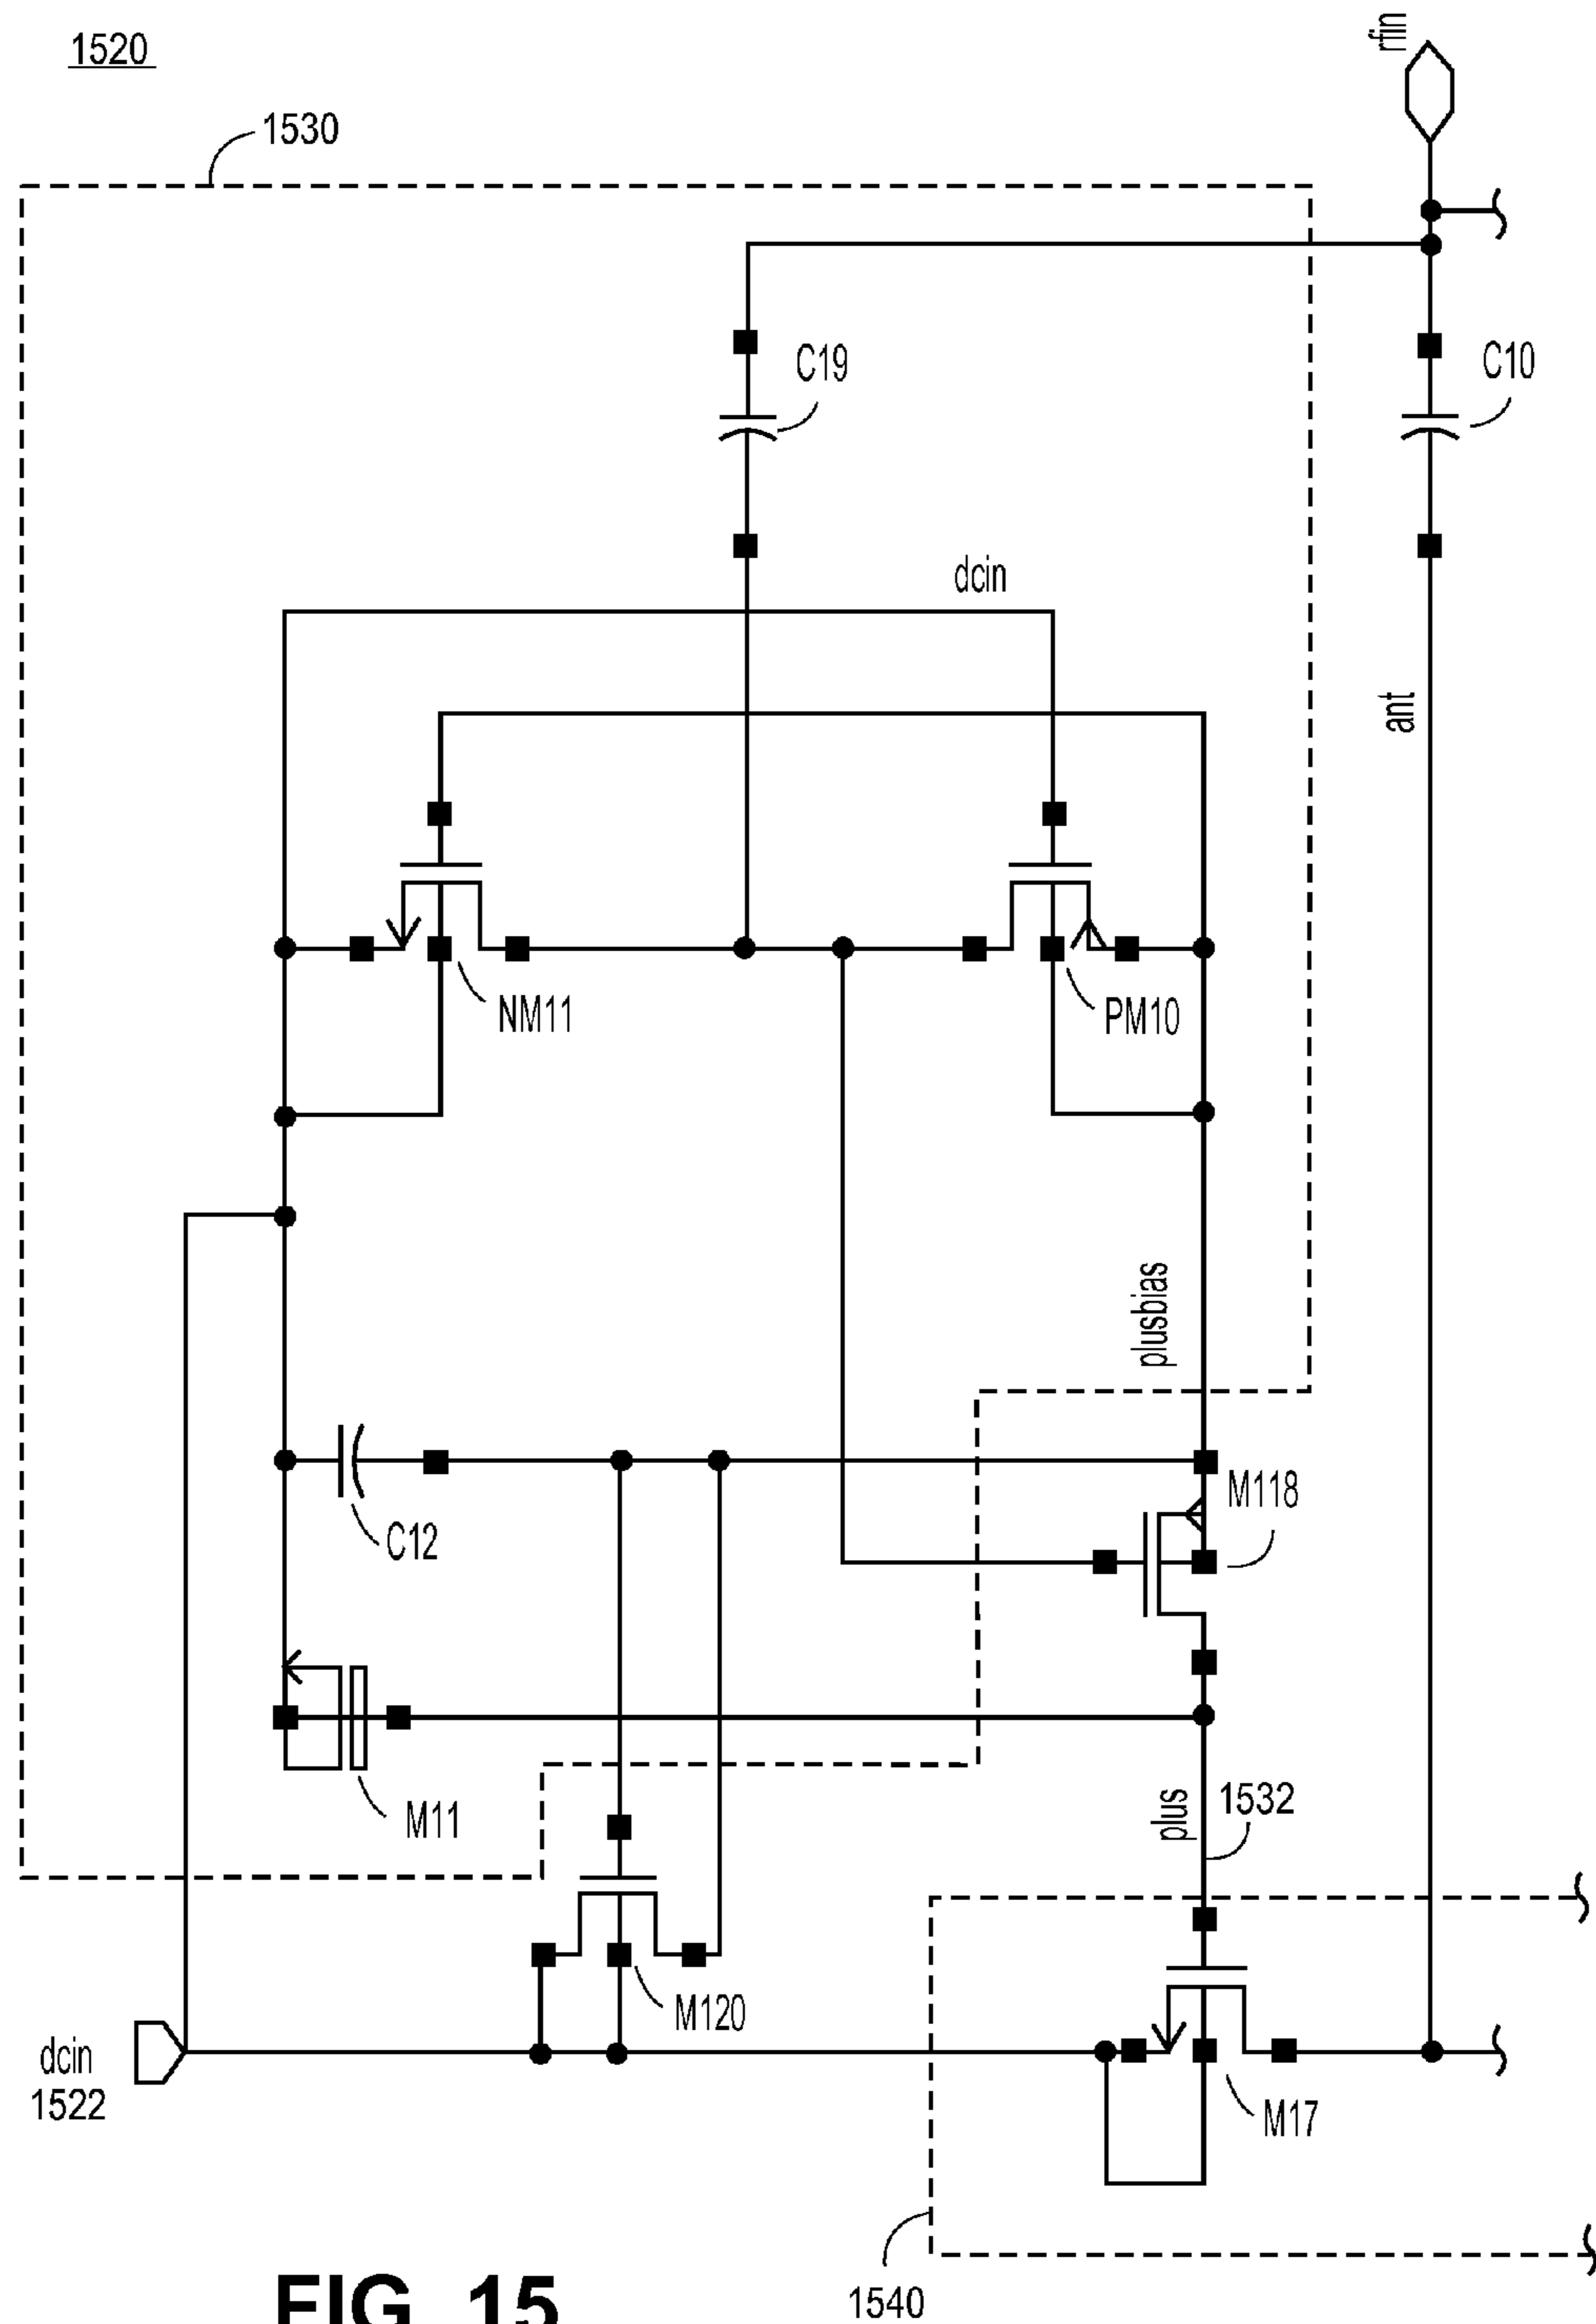 1520
rfin
1530
C19
C10
dcin
ant
NM11
PM10
plusbias
M118
C12
M11
plus
1532
M120
dcin
1522
M17
1540
FIG. 15